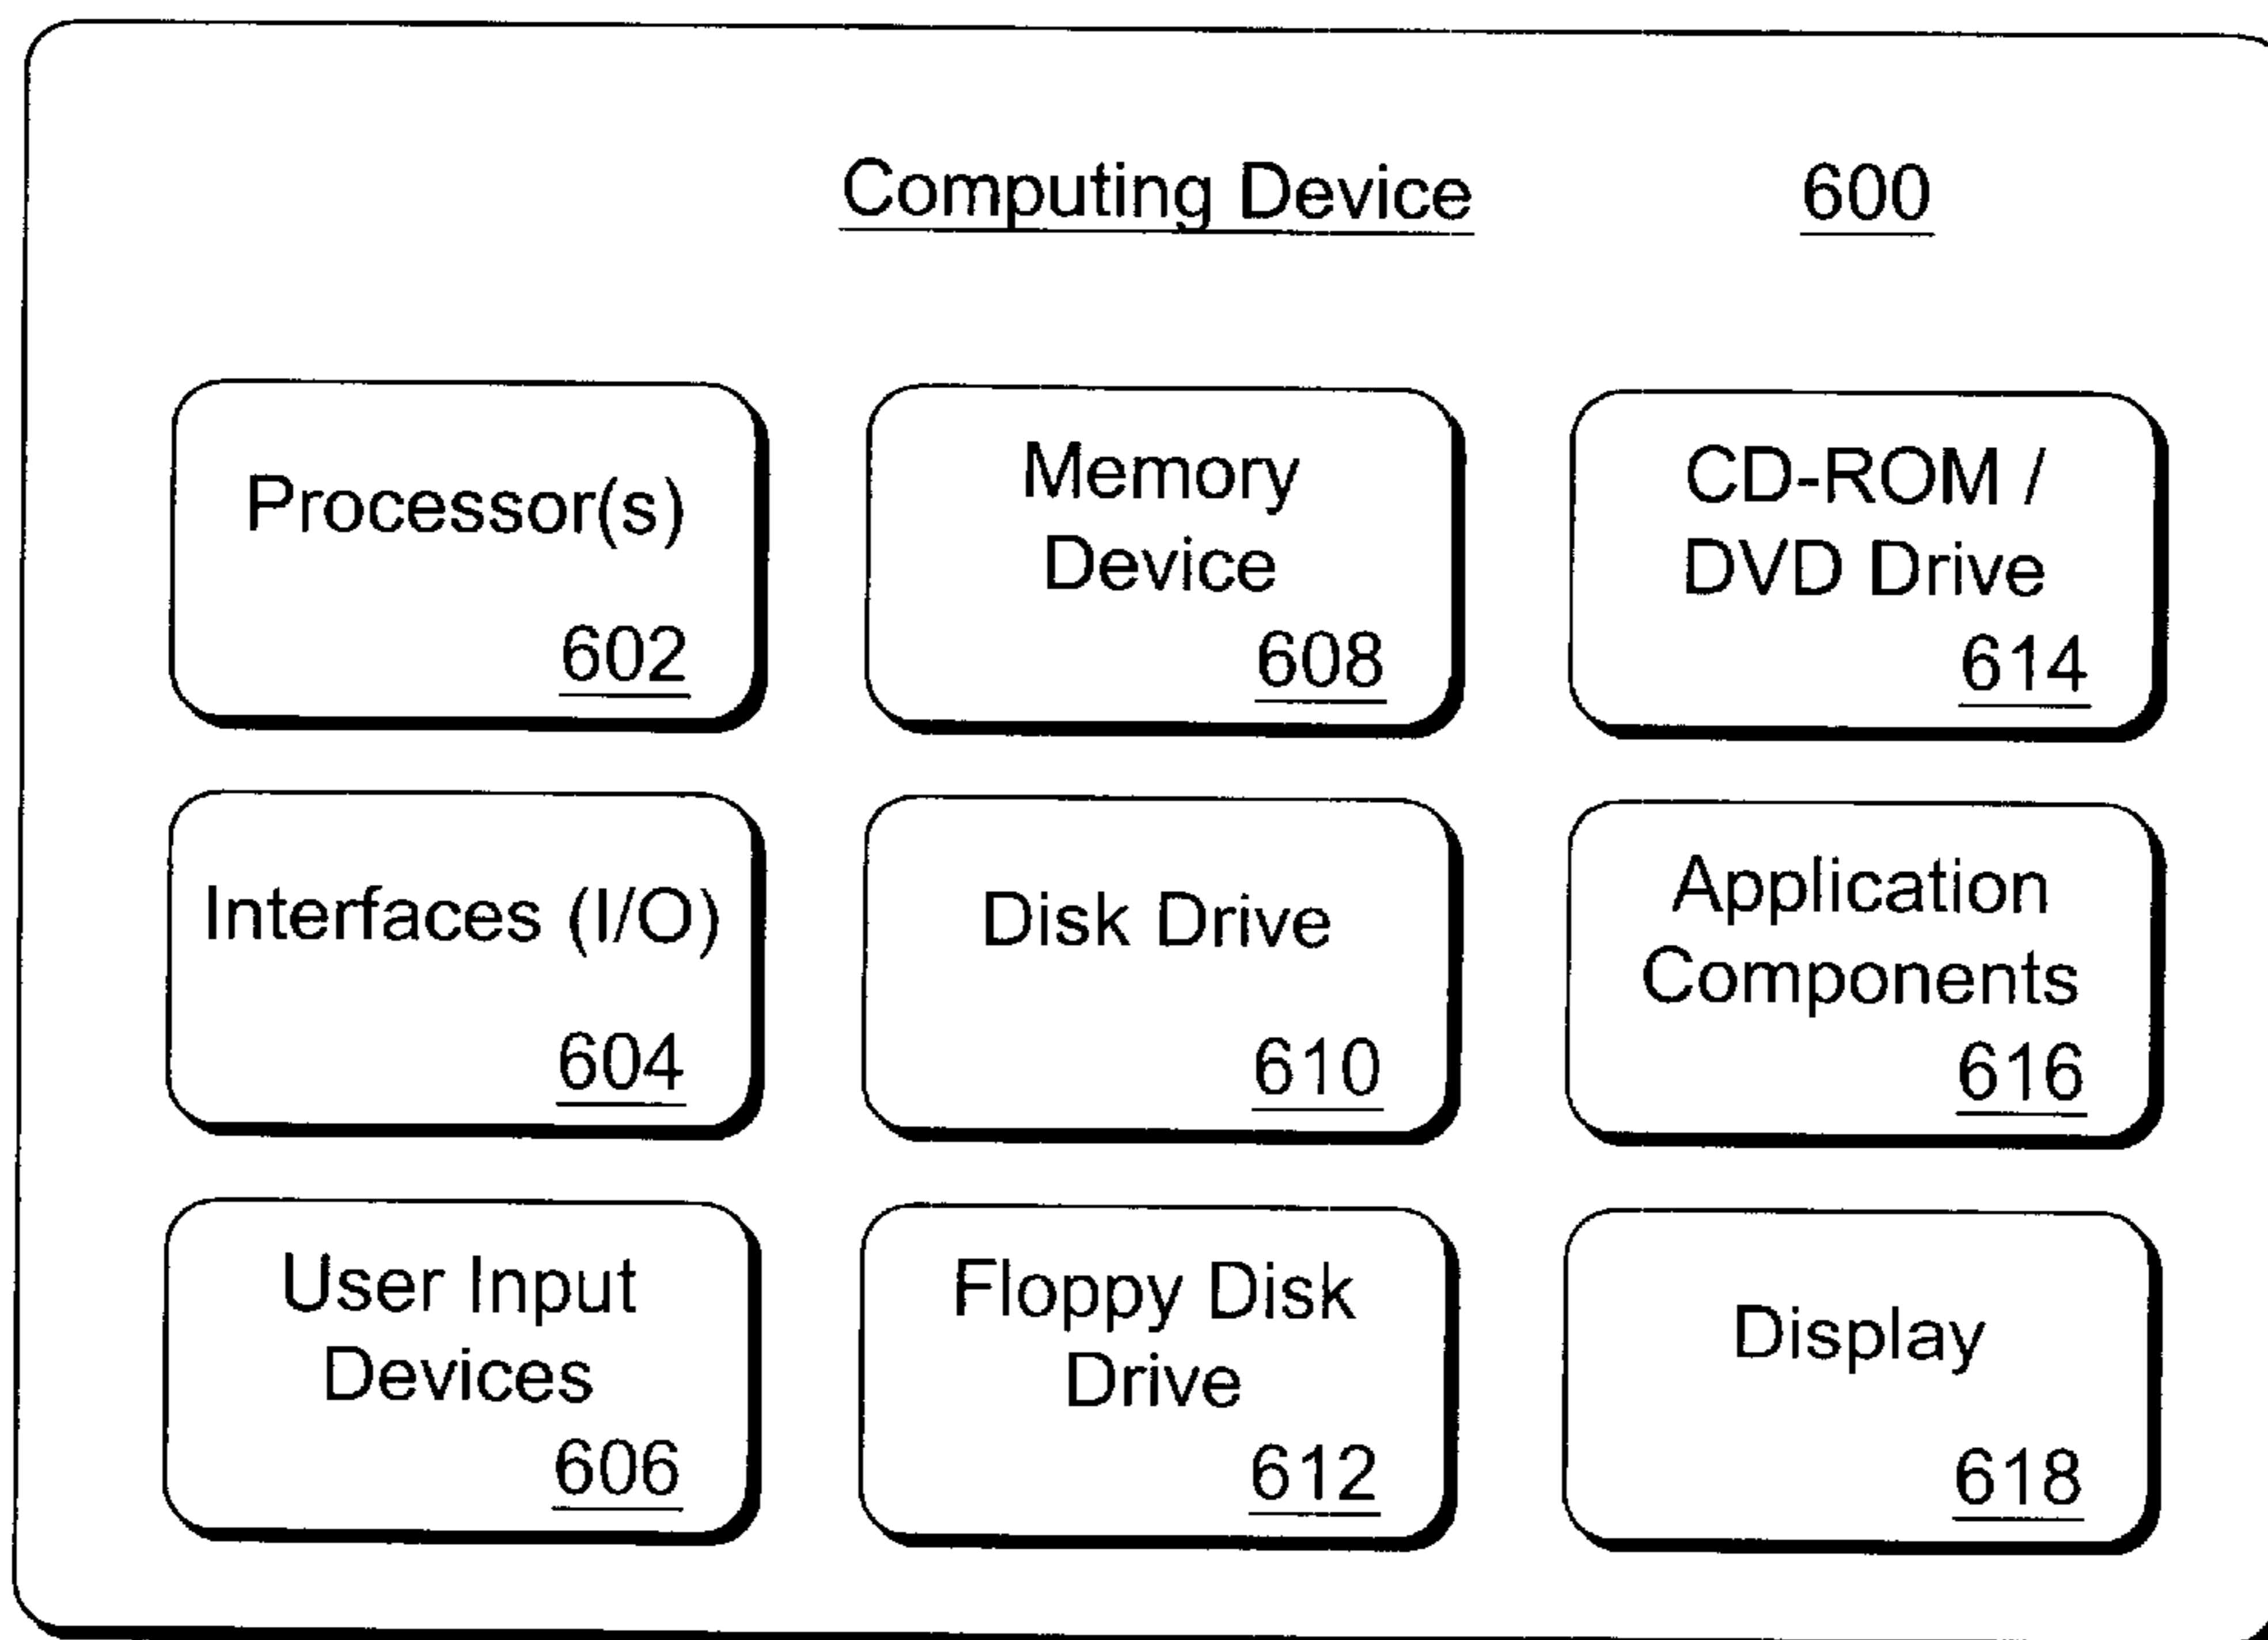 Computing Device 600
Processor(s)
602
Memory
Device
608
CD-ROM /
DVD Drive
614
Interfaces (I/O)
604
Disk Drive
610
Application
Components
616
User Input
Devices
606
Floppy Disk
Drive
612
Display
618